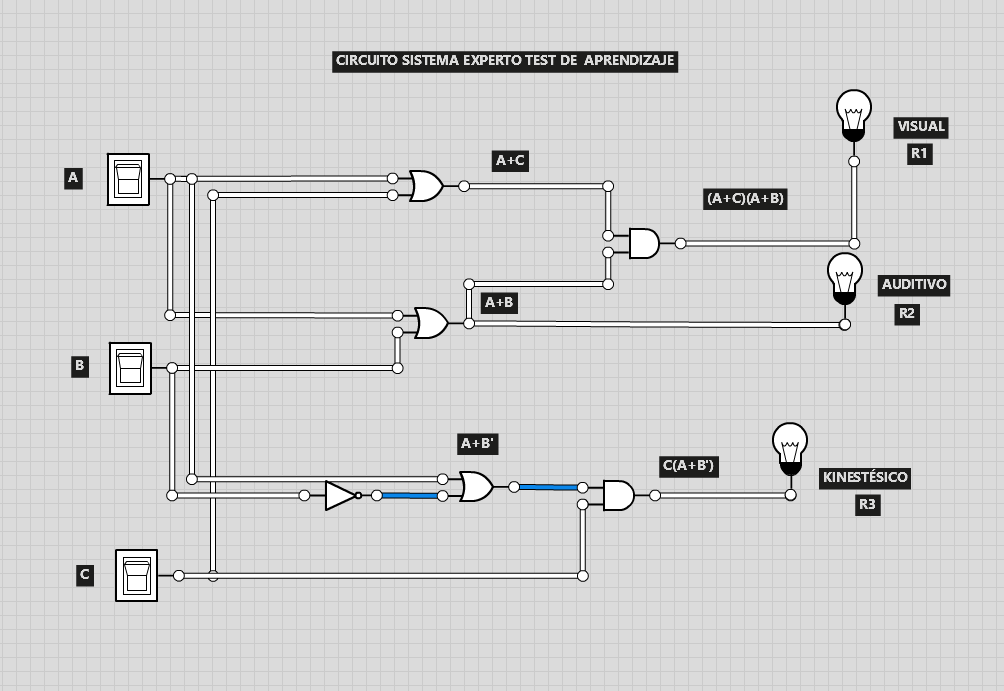 CIRCUITO SISTEMA EXPERTO TEST DE  APRENDIZAJE
VISUAL
R1
A
A+C
(A+C)(A+B)
AUDITIVO
R2
A+B
B
A+B'
C(A+B')
KINESTÉSICO
R3
C